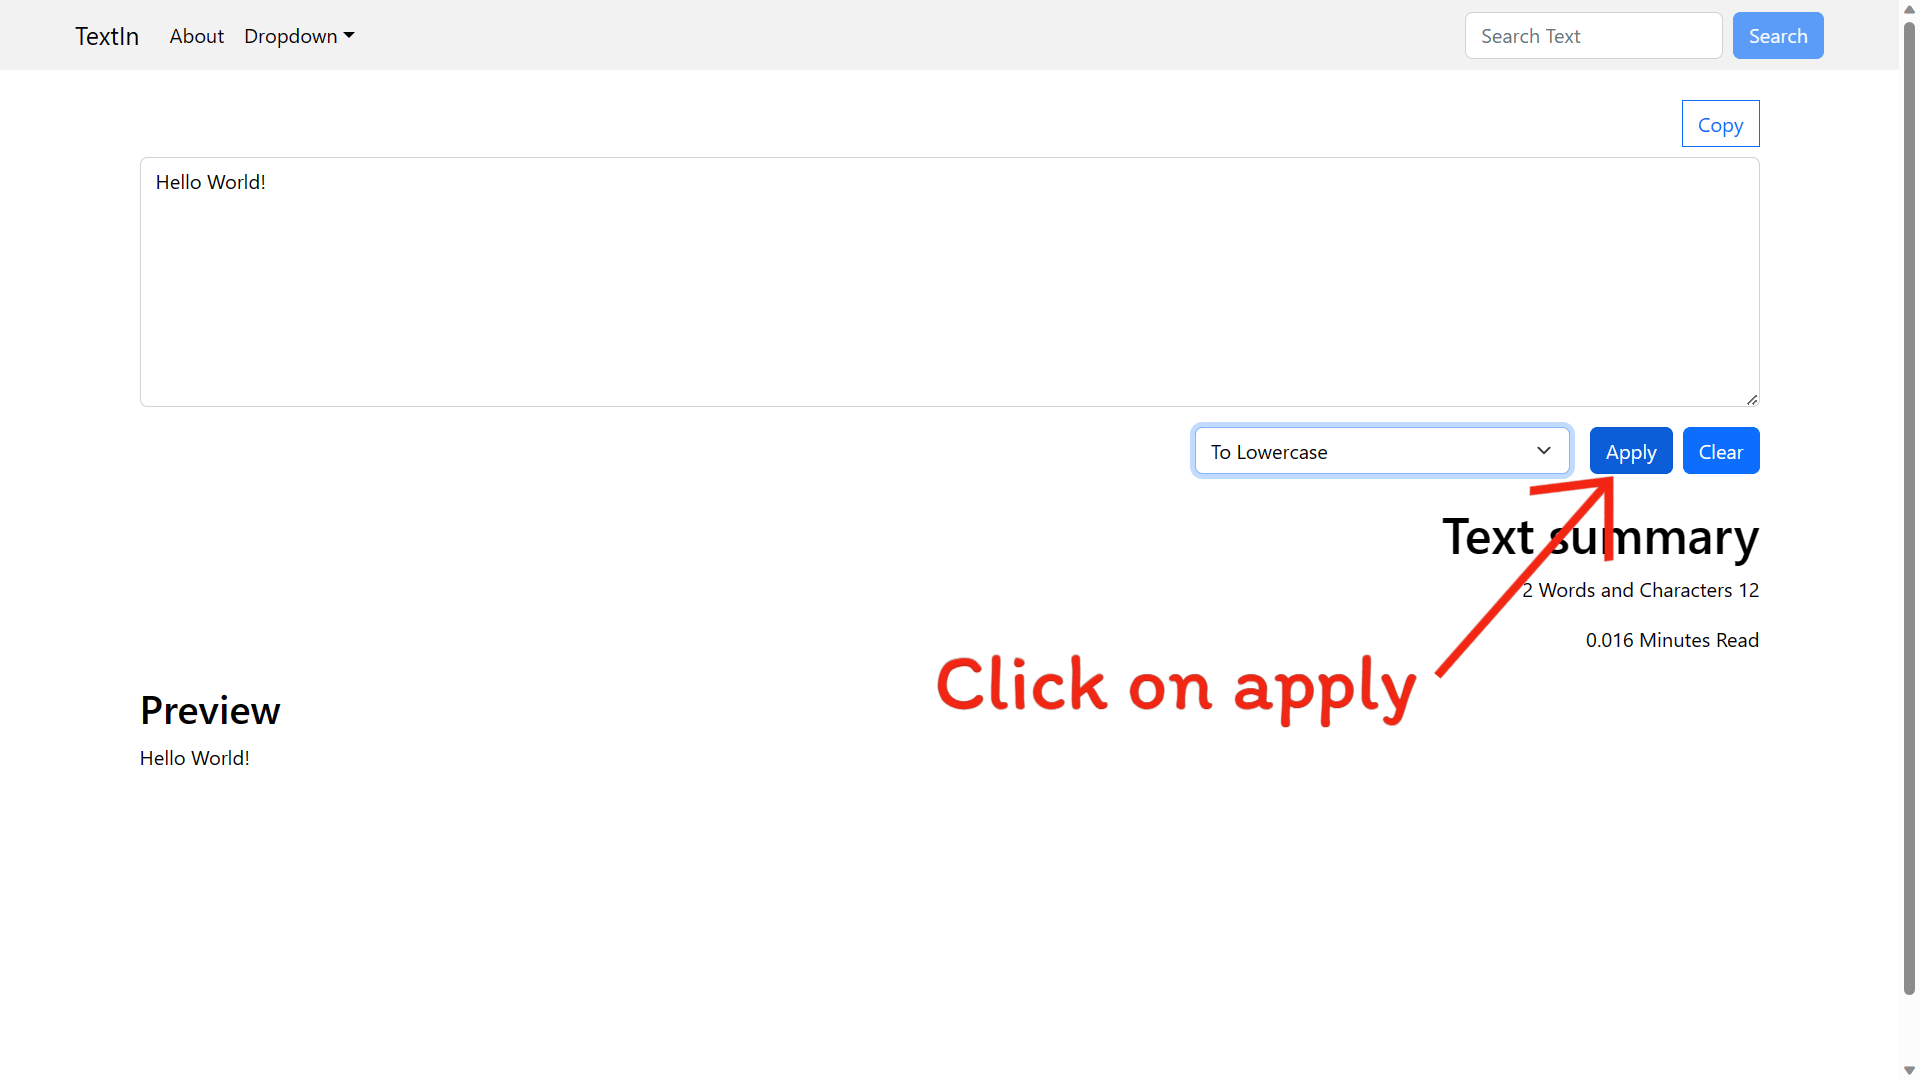 TextIn About Dropdown Search Text Search
Copy
Hello World!
To Lowercase Apply Clear
Text summary
2 Words and Characters 12
0.016 Minutes Read
Click on apply
Preview
Hello World!